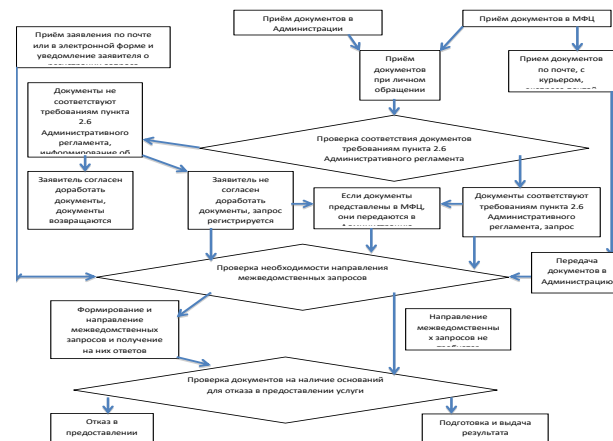 Приём заявления по почте
или в электронной форме и
уведомление заявителя о
Приём документов в
Администрации
Приём документов в МФЦ
Приём
документов
при личном
обращении
Прием документов
по почте, с
курьером,
Документы не
соответствуют
требованиям пункта
2.6
Административного
регламента,
информирование об
Проверка соответствия документов
требованиям пункта 2.6
Административного регламента
Заявитель согласен
доработать
документы,
документы
возвращаются
Заявитель не
согласен
доработать
документы, запрос
регистрируется
Если документы
представлены в МФЦ,
они передаются в
Документы соответствуют
требованиям пункта 2.6
Административного
регламента, запрос
Проверка необходимости направления
межведомственных запросов
Передача
документов в
Администрацию
Формирование и
направление
межведомственных
запросов и получение
на них ответов
Направление
межведомственны
х запросов не
Проверка документов на наличие оснований
для отказа в предоставлении услуги
Отказ в
предоставлении
Подготовка и выдача
результата